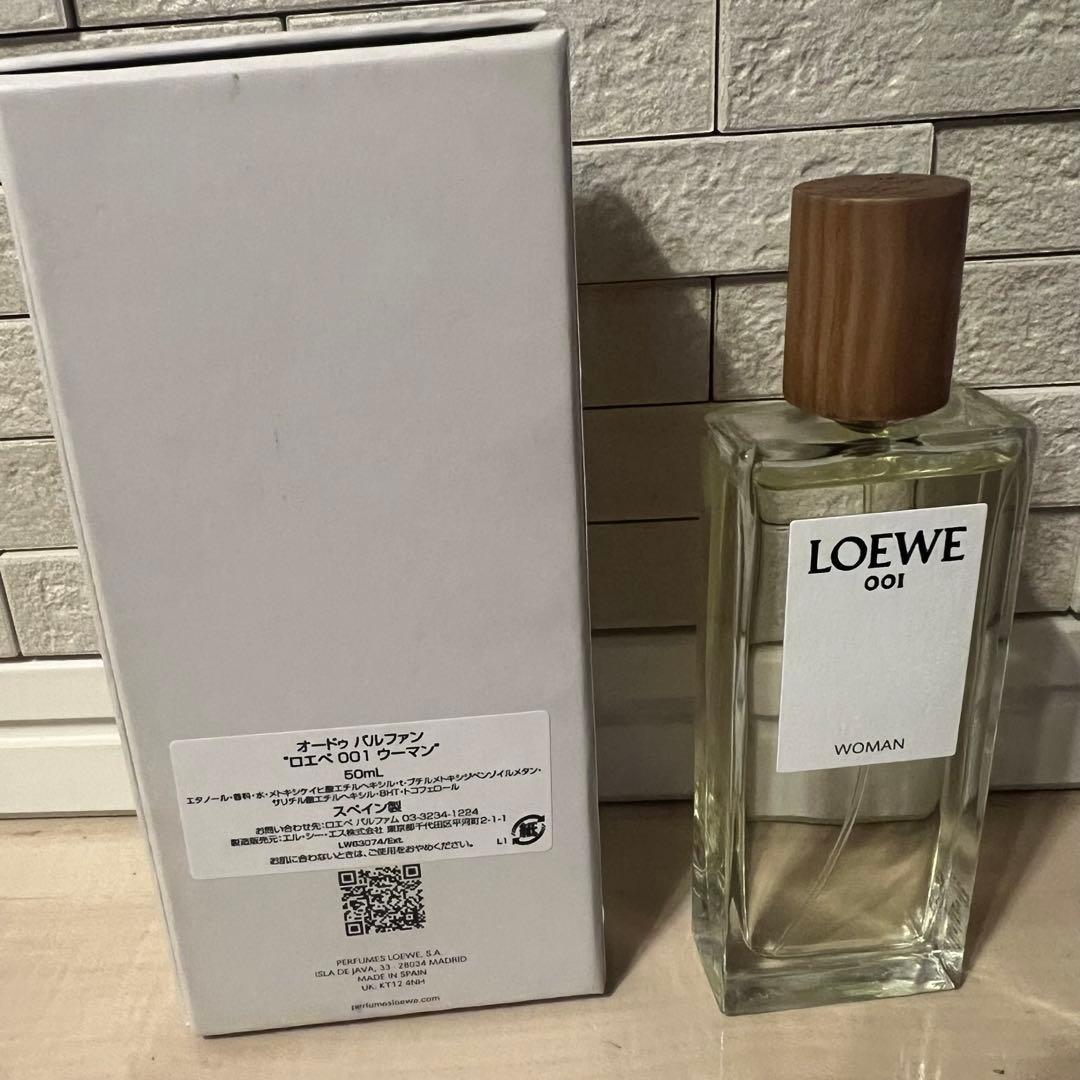 オードゥ パルファン
"ロエベ 001 ウーマン"
50mL
エタノール・香料・水・メトキシケイヒ酸エチルヘキシル・t-ブチルメトキシジベンゾイルメタン・
サリチル酸エチルヘキシル・BHT・トコフェロール
スペイン製
お問い合わせ先:ロエベ パルファム 03-3234-1224
製造販売元:エル・シー・エス株式会社 東京都千代田区平河町2-1-1
LW63074/Ext.
L1
紙
お肌に合わないときは、ご使用をおやめください。
PERFUMES LOEWE, S.A.
ISLA DE JAVA, 33 - 28034 MADRID
MADE IN SPAIN
UK: KT12 4NH
perfumesloewe.com
LOEWE
001
WOMAN